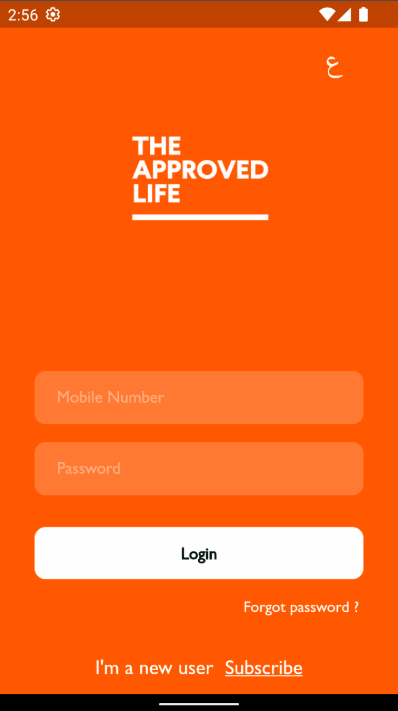 2:56
ع
THE
APPROVED
LIFE
Mobile Number
Password
Login
Forgot password ?
I'm a new user Subscribe